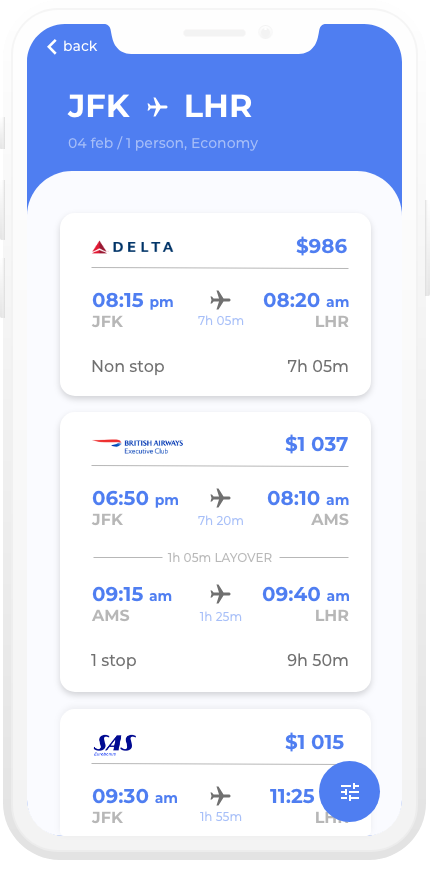 back
JFK LHR
04 feb / 1 person, Economy
DELTA $986
08:15 pm 08:20 am
JFK 7h 05m LHR
Non stop 7h 05m
BRITISH AIRWAYS $1 037
Executive Club
06:50 pm 08:10 am
JFK 7h 20m AMS
1h 05m LAYOVER
09:15 am 09:40 am
AMS 1h 25m LHR
1 stop 9h 50m
SAS $1 015
EuroBonus
09:30 am 11:25
JFK 1h 55m LHR